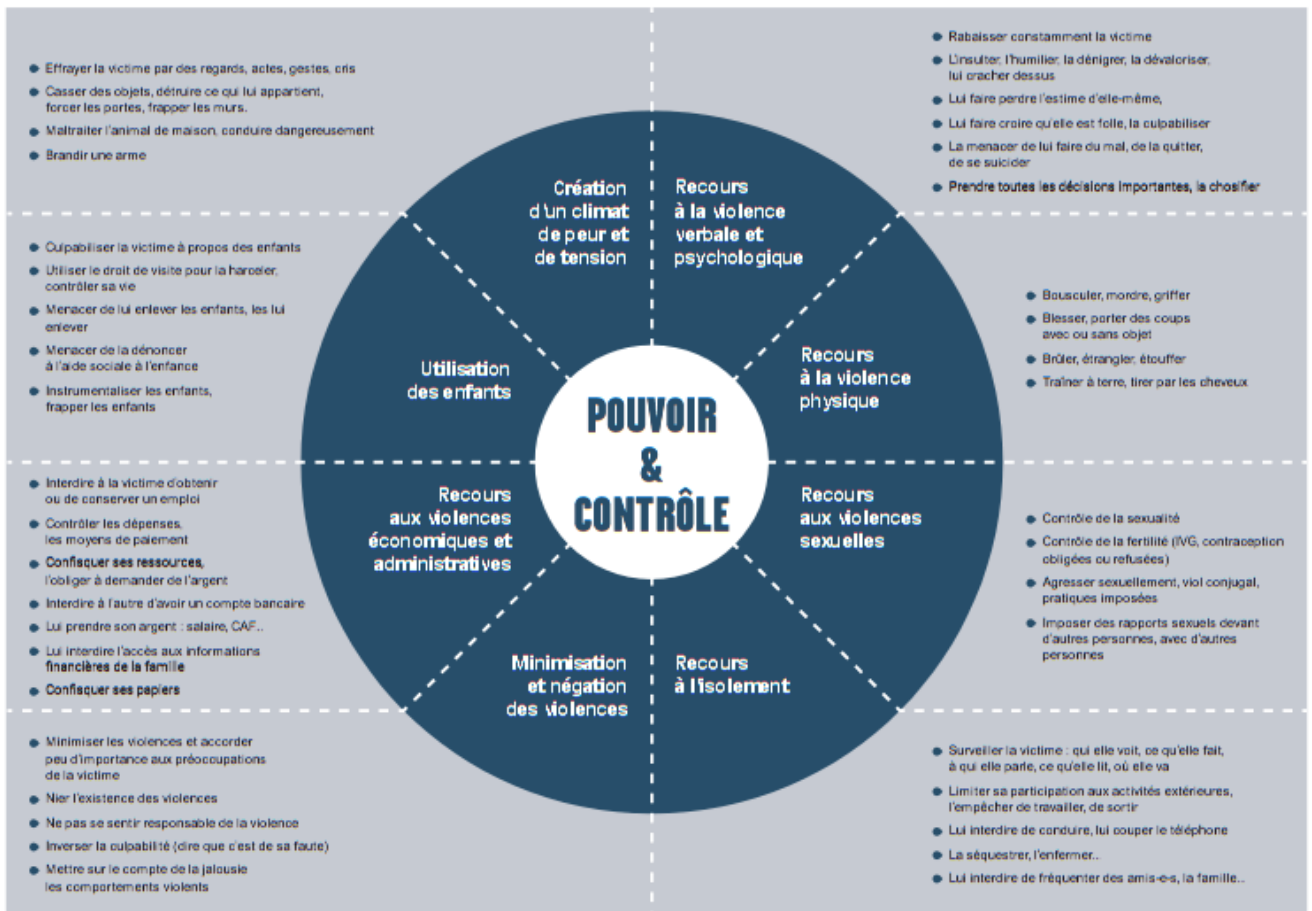 Effrayer la victime par des regards, actes, gestes, cris
Casser des objets, détruire ce qui lui appartient,
forcer les portes, frapper les murs.
Maltraiter l'animal de maison, conduire dangereusement
Brandir une arme
Rabaisser constamment la victime
L'insulter, l'humilier, la dénigrer, la dévaloriser,
lui cracher dessus
Lui faire perdre l'estime d'elle-même,
Lui faire croire qu'elle est folle, la culpabiliser
La menacer de lui faire du mal, de la quitter,
de se suicider
Prendre toutes les décisions importantes, la chosifier
Création
d'un climat
de peur et
de tension
Recours
à la violence
verbale et
psychologique
Culpabiliser la victime à propos des enfants
Utiliser le droit de visite pour la harceler,
contrôler sa vie
Menacer de lui enlever les enfants, les lui
enlever
Menacer de la dénoncer
à l'aide sociale à l'enfance
Instrumentaliser les enfants,
frapper les enfants
Utilisation
des enfants
Recours
à la violence
physique
Bousculer, mordre, griffer
Blesser, porter des coups
avec ou sans objet
Brûler, étrangler, étouffer
Traîner à terre, tirer par les cheveux
POUVOIR
&
CONTRÔLE
Interdire à la victime d'obtenir
ou de conserver un emploi
Contrôler les dépenses,
les moyens de paiement
Confisquer ses ressources,
l'obliger à demander de l'argent
Interdire à l'autre d'avoir un compte bancaire
Lui prendre son argent : salaire, CAF..
Lui interdire l'accès aux informations
financières de la famille
Confisquer ses papiers
Recours
aux violences
économiques et
administratives
Recours
aux violences
sexuelles
Contrôle de la sexualité
Contrôle de la fertilité (IVG, contraception
obligées ou refusées)
Agresser sexuellement, viol conjugal,
pratiques imposées
Imposer des rapports sexuels devant
d'autres personnes, avec d'autres
personnes
Minimisation
et négation
des violences
Recours
à l'isolement
Minimiser les violences et accorder
peu d'importance aux préoccupations
de la victime
Nier l'existence des violences
Ne pas se sentir responsable de la violence
Inverser la culpabilité (dire que c'est de sa faute)
Mettre sur le compte de la jalousie
les comportements violents
Surveiller la victime : qui elle voit, ce qu'elle fait,
à qui elle parle, ce qu'elle lit, où elle va
Limiter sa participation aux activités extérieures,
l'empêcher de travailler, de sortir
Lui interdire de conduire, lui couper le téléphone
La séquestrer, l'enfermer...
Lui interdire de fréquenter des amis-e-s, la famille..